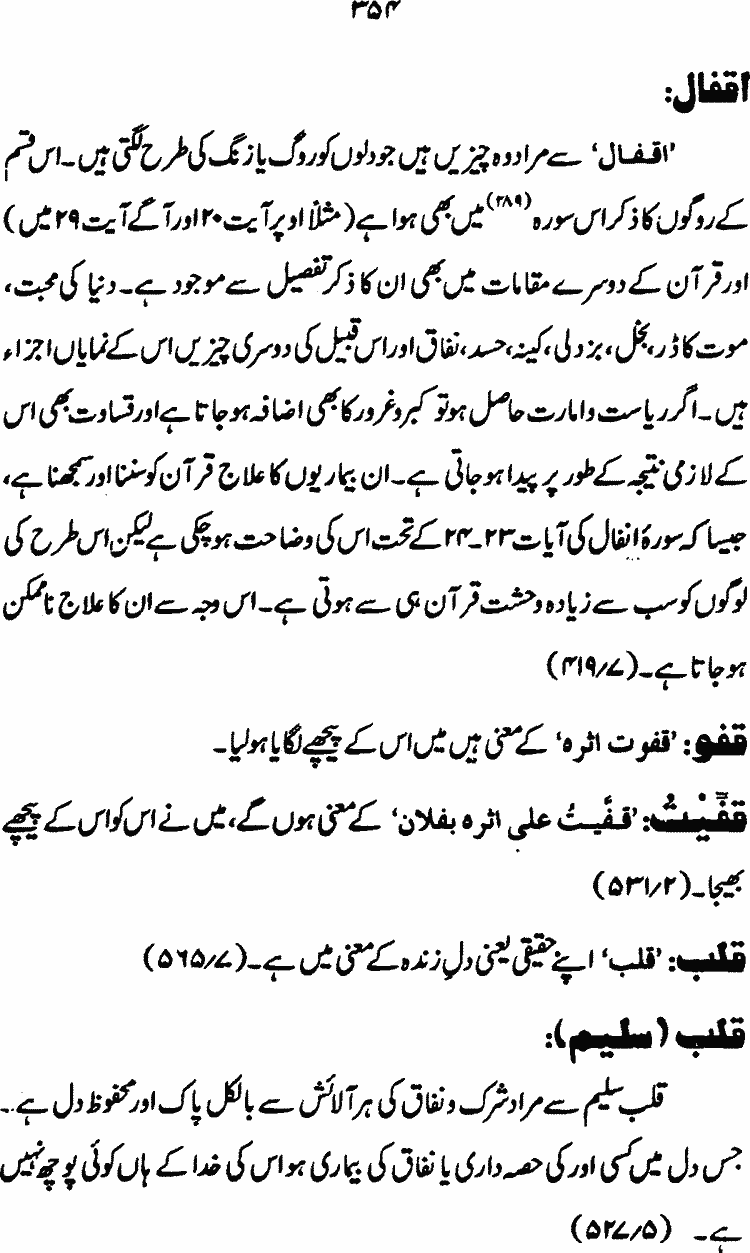 ۳۵۴
اقفال:
’اقفال‘ سے مراد وہ چیزیں ہیں جو دلوں کو روگ یا زنگ کی طرح لگتی ہیں۔ اس قسم
کے روگوں کا ذکر اس سورہ (۲۸۹) میں بھی ہوا ہے (مثلاً اوپر آیت ۲۰ اور آگے آیت ۲۹ میں)
اور قرآن کے دوسرے مقامات میں بھی ان کا ذکر تفصیل سے موجود ہے۔ دنیا کی محبت،
موت کا ڈر، بخل، بزدلی، کینہ، حسد، نفاق اور اس قبیل کی دوسری چیزیں اس کے نمایاں اجزاء
ہیں۔ اگر ریاست و امارت حاصل ہو تو کبر و غرور کا بھی اضافہ ہو جاتا ہے اور قساوت بھی اس
کے لازمی نتیجہ کے طور پر پیدا ہو جاتی ہے۔ ان بیماریوں کا علاج قرآن کو سننا اور سمجھنا ہے،
جیسا کہ سورۂ انفال کی آیات ۲۳۔۲۴ کے تحت اس کی وضاحت ہو چکی ہے لیکن اس طرح کی
لوگوں کو سب سے زیادہ وحشت قرآن ہی سے ہوتی ہے۔ اس وجہ سے ان کا علاج ناممکن
ہو جاتا ہے۔ (۴۱۹/۷)
قفو: ’قفوت اثرہ‘ کے معنی ہیں میں اس کے پیچھے لگا یا ہو لیا۔
قفّیتُ: ’قفَّیتُ علی اثرہ بفلان‘ کے معنی ہوں گے، میں نے اس کو اس کے پیچھے
بھیجا۔ (۵۳۱/۲)
قلب: ’قلب‘ اپنے حقیقی یعنی دلِ زندہ کے معنی میں ہے۔ (۵۶۵/۷)
قلب (سلیم):
قلب سلیم سے مراد شرک و نفاق کی ہر آلائش سے بالکل پاک اور محفوظ دل ہے۔
جس دل میں کسی اور کی حصہ داری یا نفاق کی بیماری ہو اس کی خدا کے ہاں کوئی پوچھ نہیں
ہے۔ (۵۲۷/۵)